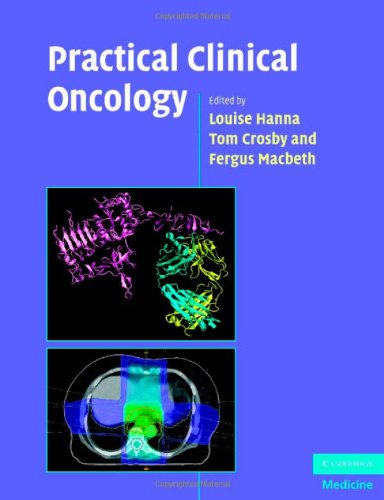 Practical Clinical
Oncology
Edited by
Louise Hanna
Tom Crosby and
Fergus Macbeth
CAMBRIDGE
Medicine